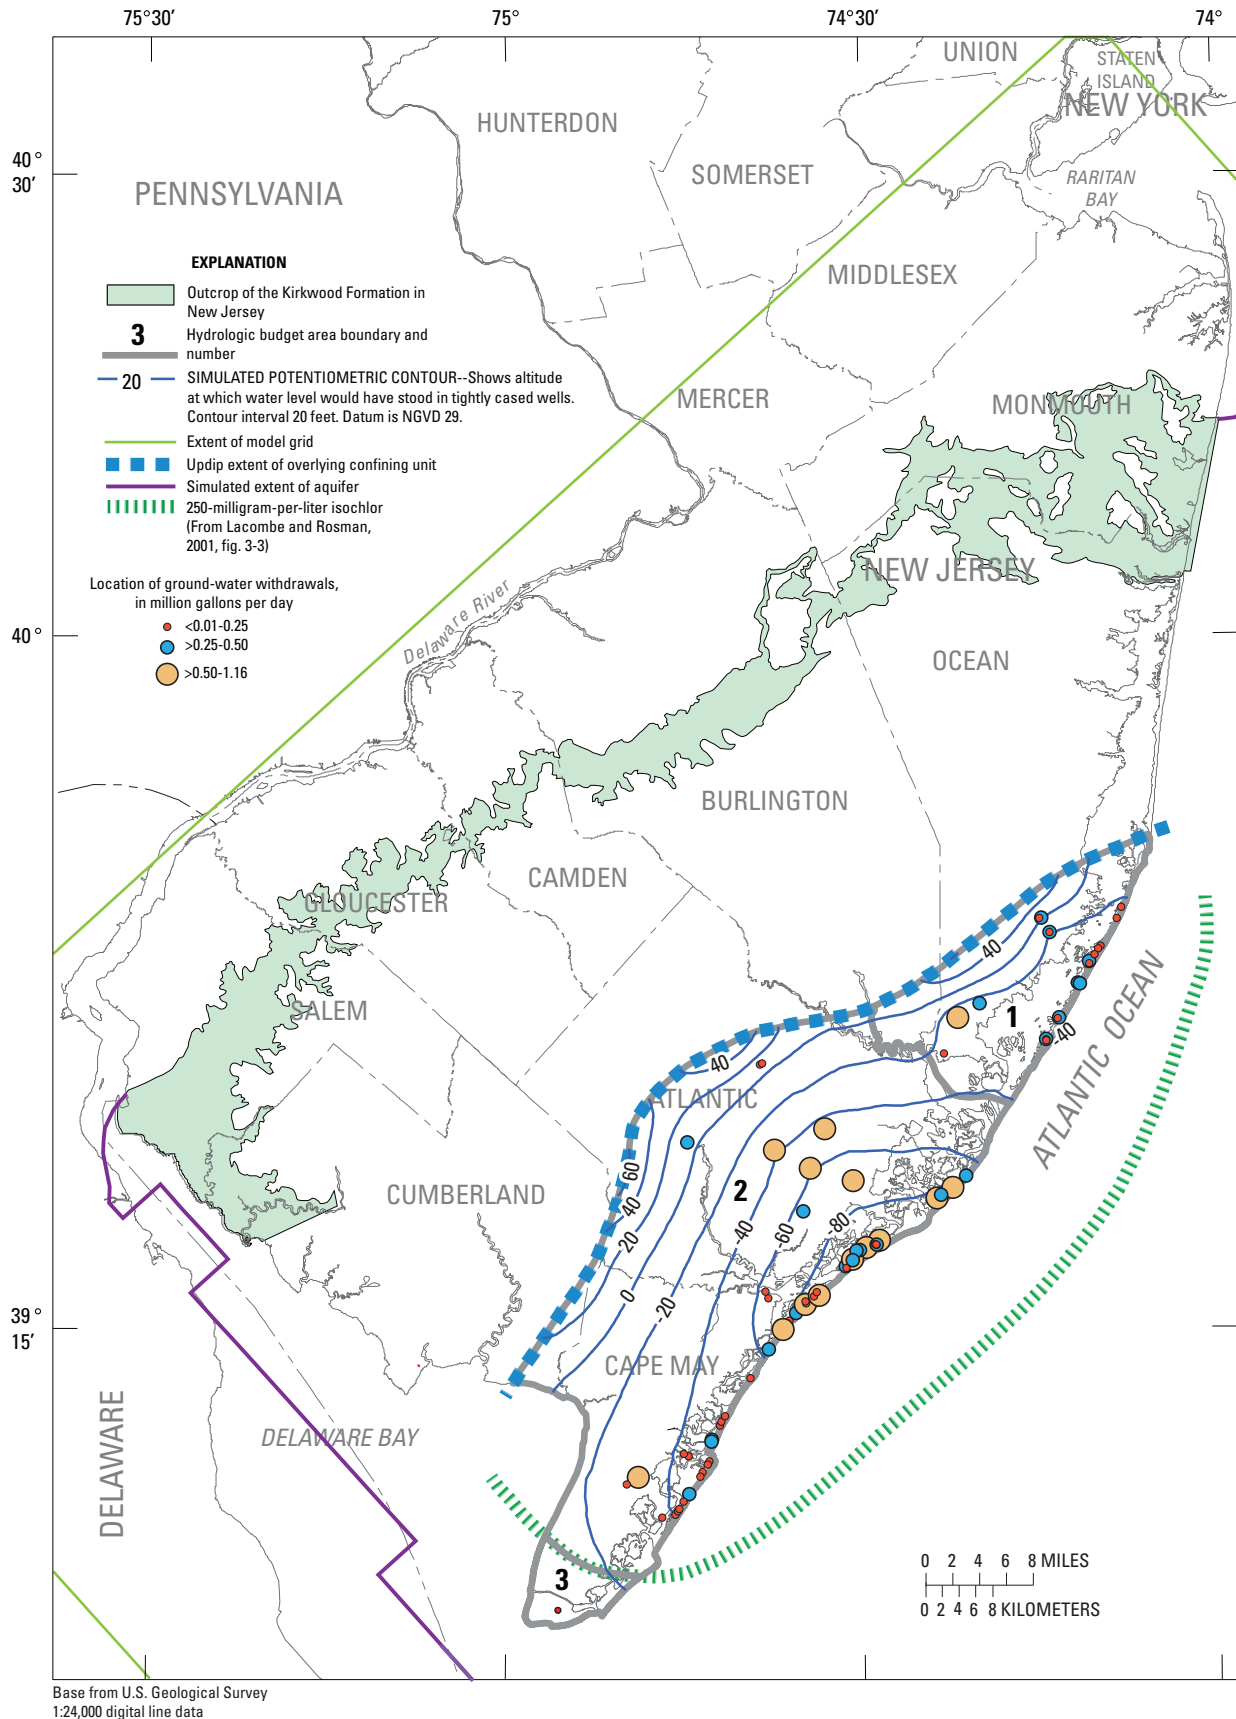 75°30'
75°
74°30'
74°
UNION
STATEN
ISLAND
NEW YORK
HUNTERDON
40°
30'
SOMERSET
RARITAN
BAY
PENNSYLVANIA
MIDDLESEX
EXPLANATION
Outcrop of the Kirkwood Formation in
New Jersey
3
Hydrologic budget area boundary and
number
20
SIMULATED POTENTIOMETRIC CONTOUR--Shows altitude
at which water level would have stood in tightly cased wells.
Contour interval 20 feet. Datum is NGVD 29.
Extent of model grid
Updip extent of overlying confining unit
Simulated extent of aquifer
250-milligram-per-liter isochlor
(From Lacombe and Rosman,
2001, fig. 3-3)
Location of ground-water withdrawals,
in million gallons per day
<0.01-0.25
>0.25-0.50
>0.50-1.16
MERCER
MONMOUTH
NEW JERSEY
Delaware River
40°
OCEAN
BURLINGTON
CAMDEN
GLOUCESTER
SALEM
40
1
-40
ATLANTIC OCEAN
40
ATLANTIC
60
CUMBERLAND
2
40
20
0
-20
-40
-60
-80
39°
15'
CAPE MAY
DELAWARE
DELAWARE BAY
3
0 2 4 6 8 MILES
0 2 4 6 8 KILOMETERS
Base from U.S. Geological Survey
1:24,000 digital line data